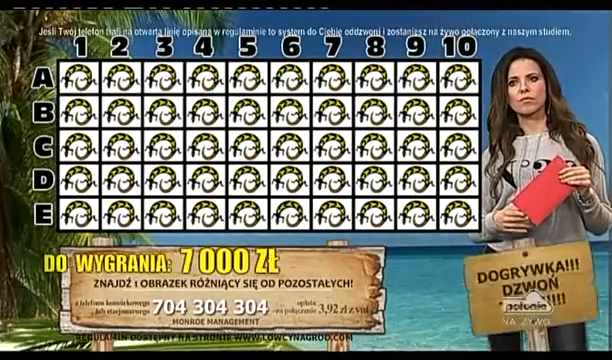 Jeśli Twój telefon trafi na otwartą linię opisaną w regulaminie to system do Ciebie oddzwoni i zostaniesz na żywo połączony z naszym studiem.
1 2 3 4 5 6 7 8 9 10
A
B
C
D
E
DO WYGRANIA: 7 000 ZŁ
ZNAJDŹ 1 OBRAZEK RÓŻNIĄCY SIĘ OD POZOSTAŁYCH!
z telefonu komórkowego
lub stacjonarnego
704 304 304
opłata
za połączenie 3,92 zł z vat
MONROE MANAGEMENT
REGULAMIN DOSTĘPNY NA STRONIE WWW.LOWCYNAGROD.COM
DOGRYWKA!!!
DZWOŃ
polonia
NA ŻYWO